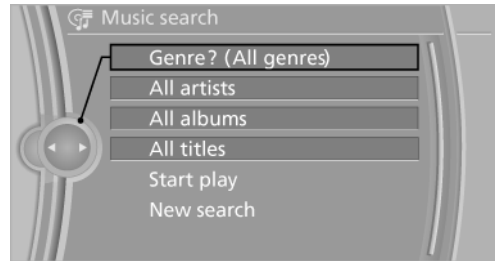 Music search
Genre? (All genres)
All artists
All albums
All titles
Start play
New search